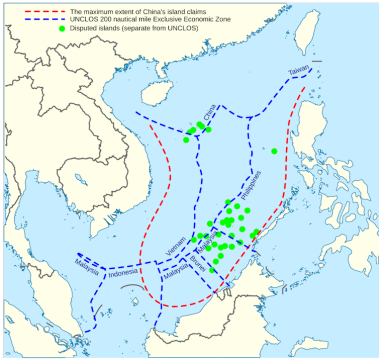 The maximum extent of China's island claims
UNCLOS 200 nautical mile Exclusive Economic Zone
Disputed islands (separate from UNCLOS)
Taiwan
China
Philippines
Vietnam
Malaysia
Brunei
Malaysia
Indonesia
Malaysia